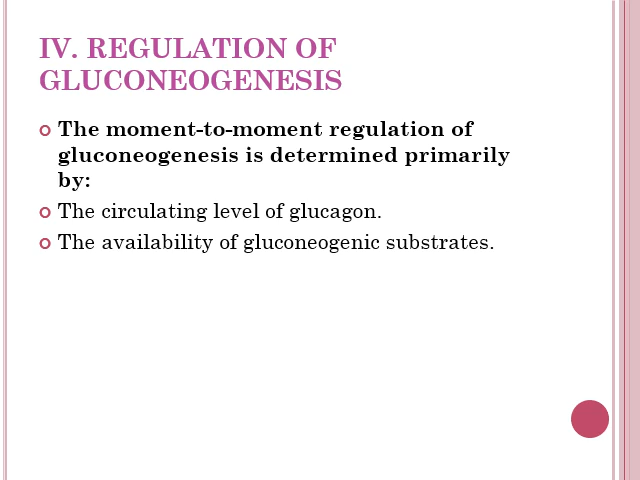 IV. REGULATION OF
GLUCONEOGENESIS
The moment-to-moment regulation of
gluconeogenesis is determined primarily
by:
The circulating level of glucagon.
The availability of gluconeogenic substrates.